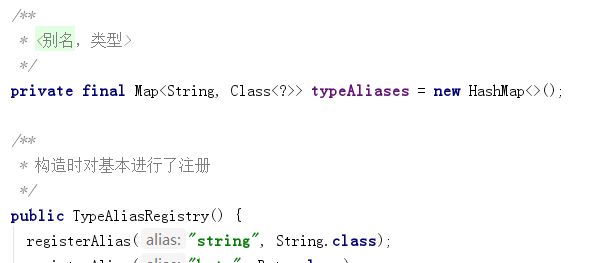 /**
* <别名, 类型>
*/
private final Map<String, Class<?>> typeAliases = new HashMap<>();
/**
* 构造时对基本进行了注册
*/
public TypeAliasRegistry() {
registerAlias( alias: "string", String.class);